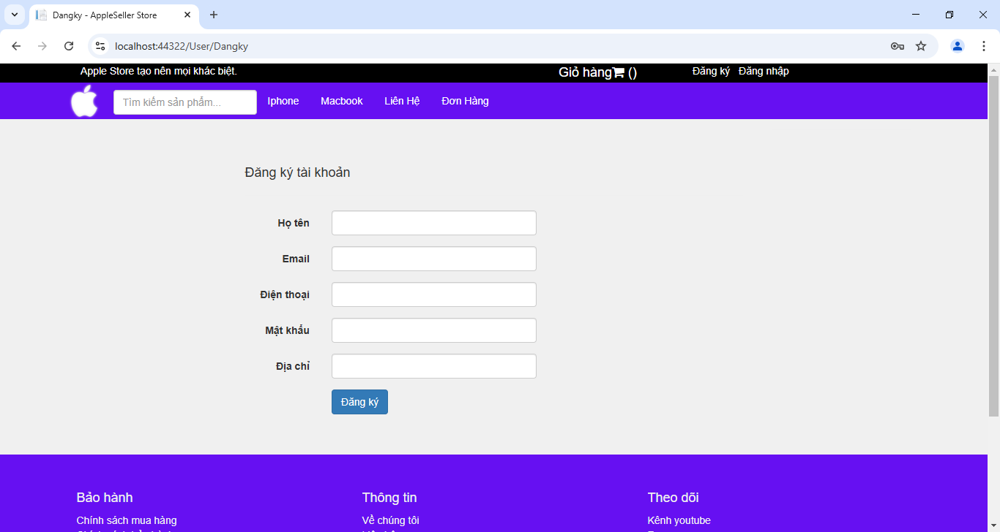 Dangky - AppleSeller Store
localhost:44322/User/Dangky
Apple Store tạo nên mọi khác biệt. Giỏ hàng () Đăng ký Đăng nhập
Tìm kiếm sản phẩm... Iphone Macbook Liên Hệ Đơn Hàng
Đăng ký tài khoản
Họ tên
Email
Điện thoại
Mật khẩu
Địa chỉ
Đăng ký
Bảo hành Thông tin Theo dõi
Chính sách mua hàng Về chúng tôi Kênh youtube